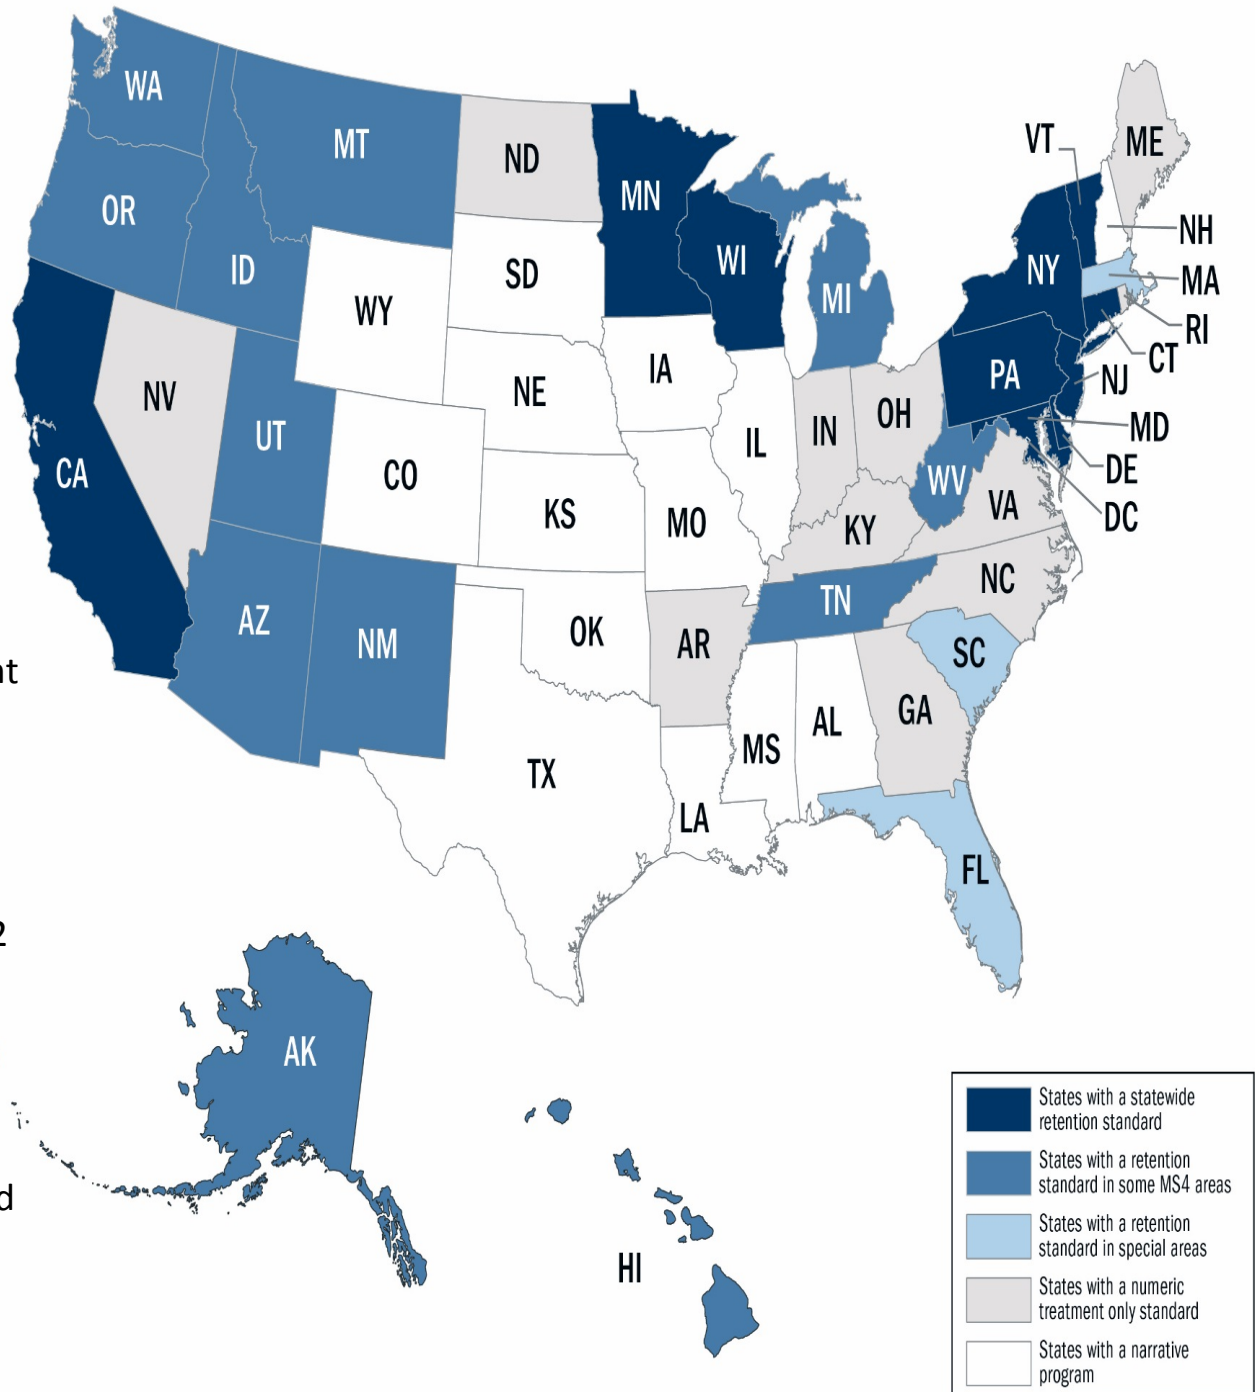 WA
MT
ND
MN
VT
ME
OR
ID
WY
SD
WI
MI
NY
NH
MA
RI
CT
NJ
MD
DE
DC
NV
UT
CO
NE
IA
IL
IN
OH
PA
CA
KS
MO
KY
WV
VA
AZ
NM
OK
AR
TN
NC
SC
TX
LA
MS
AL
GA
FL
nt
2
d
AK
HI
States with a statewide
retention standard
States with a retention
standard in some MS4 areas
States with a retention
standard in special areas
States with a numeric
treatment only standard
States with a narrative
program